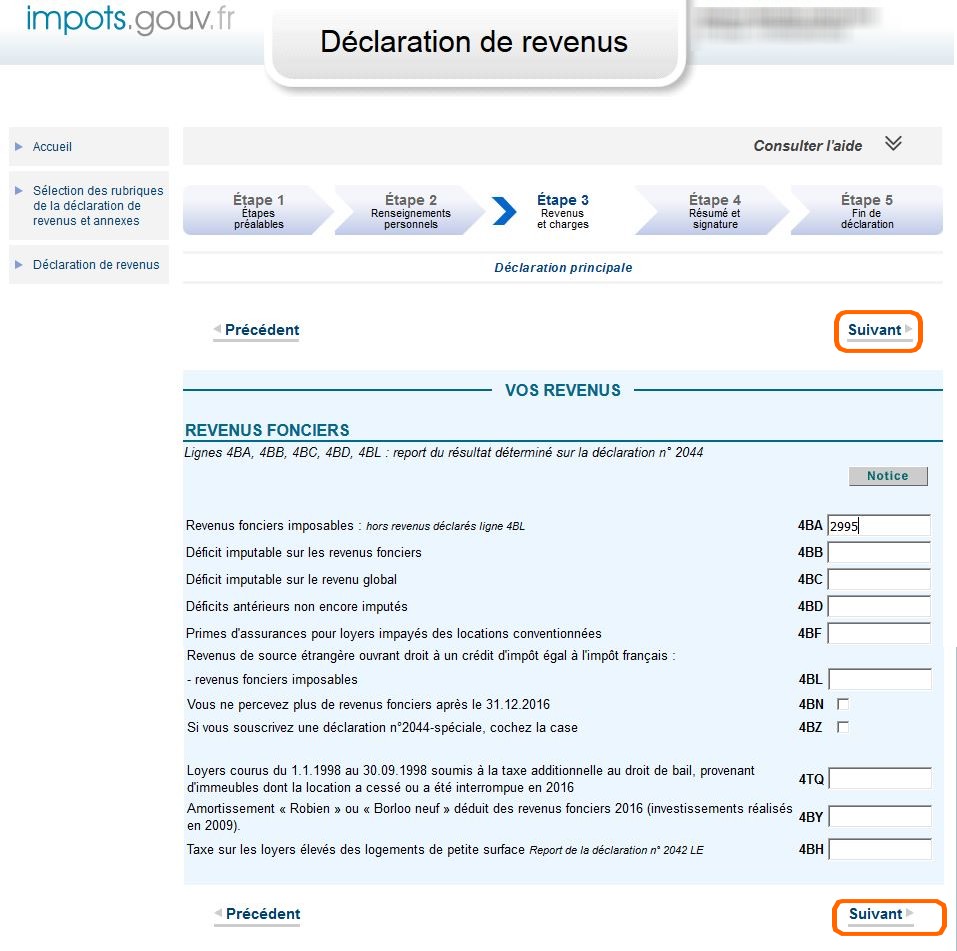 impots.gouv.fr
Déclaration de revenus
Accueil
Consulter l'aide
Sélection des rubriques
de la déclaration de
revenus et annexes
Déclaration de revenus
Étape 1
Étapes
préalables
Étape 2
Renseignements
personnels
Étape 3
Revenus
et charges
Étape 4
Résumé et
signature
Étape 5
Fin de
déclaration
Déclaration principale
Précédent
Suivant
VOS REVENUS
REVENUS FONCIERS
Lignes 4BA, 4BB, 4BC, 4BD, 4BL : report du résultat déterminé sur la déclaration n° 2044
Notice
Revenus fonciers imposables : hors revenus déclarés ligne 4BL 4BA 2995
Déficit imputable sur les revenus fonciers 4BB
Déficit imputable sur le revenu global 4BC
Déficits antérieurs non encore imputés 4BD
Primes d'assurances pour loyers impayés des locations conventionnées 4BF
Revenus de source étrangère ouvrant droit à un crédit d'impôt égal à l'impôt français :
- revenus fonciers imposables 4BL
Vous ne percevez plus de revenus fonciers après le 31.12.2016 4BN
Si vous souscrivez une déclaration n°2044-spéciale, cochez la case 4BZ
Loyers courus du 1.1.1998 au 30.09.1998 soumis à la taxe additionnelle au droit de bail, provenant
d'immeubles dont la location a cessé ou a été interrompue en 2016 4TQ
Amortissement « Robien » ou « Borloo neuf » déduit des revenus fonciers 2016 (investissements réalisés
en 2009). 4BY
Taxe sur les loyers élevés des logements de petite surface Report de la déclaration n° 2042 LE 4BH
Précédent
Suivant